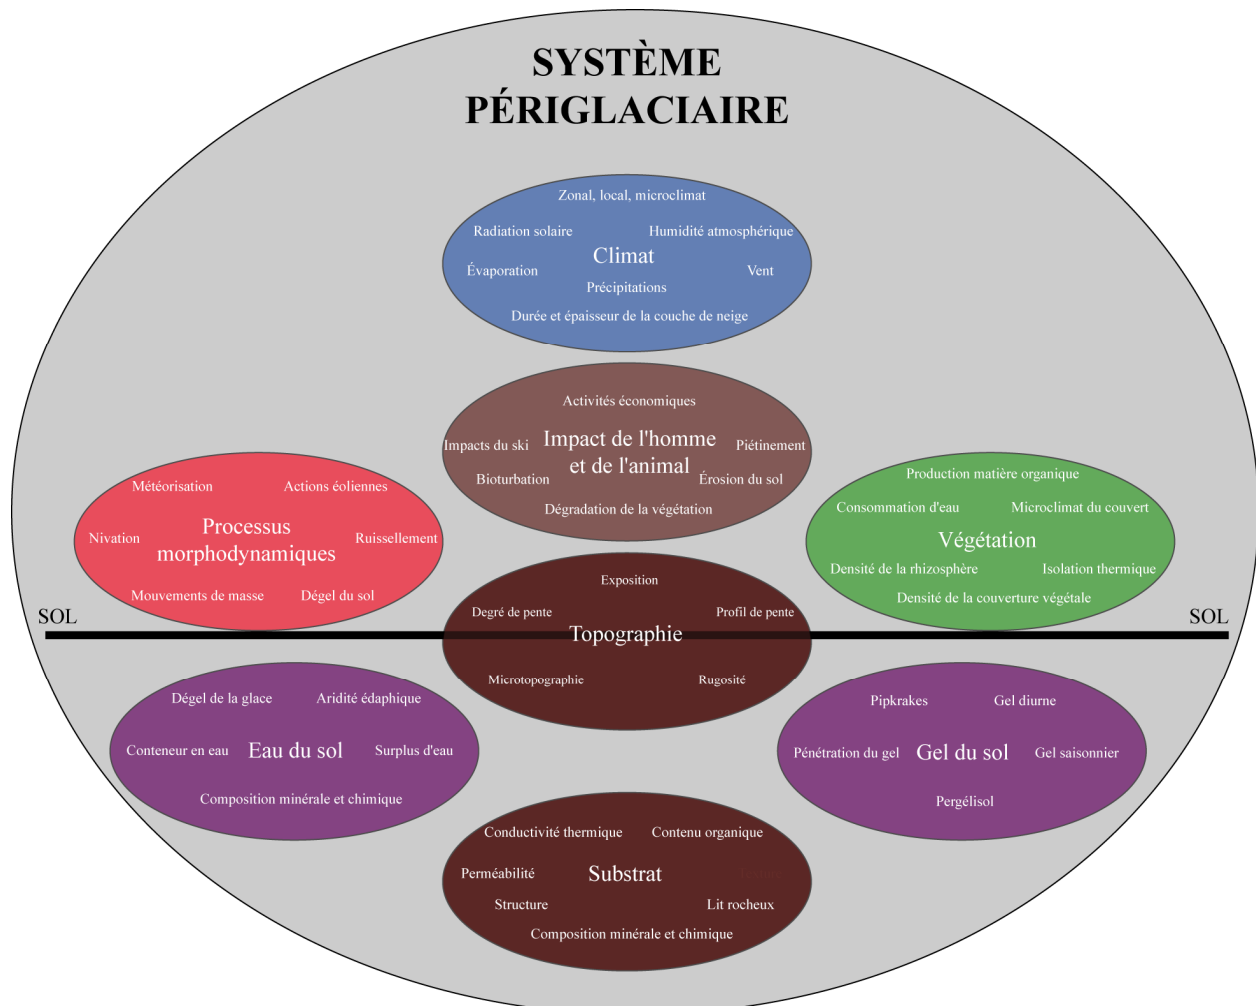 SYSTÈME
PÉRIGLACIAIRE
Zonal, local, microclimat
Radiation solaire
Humidité atmosphérique
Climat
Évaporation
Vent
Précipitations
Durée et épaisseur de la couche de neige
Activités économiques
Impacts du ski
Impact de l'homme
et de l'animal
Piétinement
Bioturbation
Érosion du sol
Dégradation de la végétation
Météorisation
Actions éoliennes
Processus
morphodynamiques
Nivation
Ruissellement
Mouvements de masse
Dégel du sol
Production matière organique
Consommation d'eau
Microclimat du couvert
Végétation
Densité de la rhizosphère
Isolation thermique
Densité de la couverture végétale
Exposition
Degré de pente
Profil de pente
Topographie
Microtopographie
Rugosité
SOL
SOL
Dégel de la glace
Aridité édaphique
Conteneur en eau
Eau du sol
Surplus d'eau
Composition minérale et chimique
Pipkrakes
Gel diurne
Pénétration du gel
Gel du sol
Gel saisonnier
Pergélisol
Conductivité thermique
Contenu organique
Perméabilité
Substrat
Structure
Lit rocheux
Composition minérale et chimique